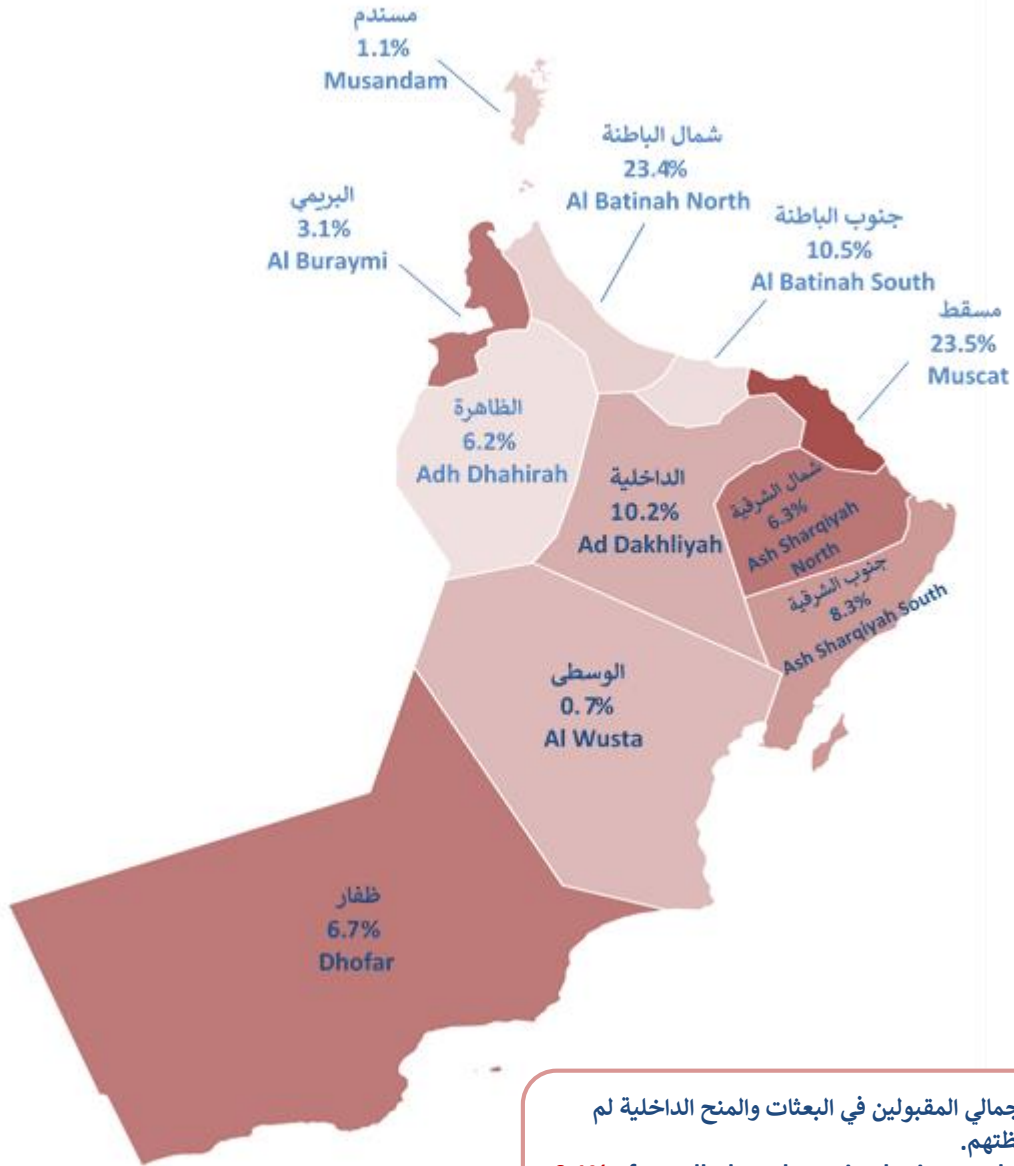 مسندم
1.1%
Musandam
شمال الباطنة
23.4%
Al Batinah North
البريمي
3.1%
Al Buraymi
جنوب الباطنة
10.5%
Al Batinah South
مسقط
23.5%
Muscat
الظاهرة
6.2%
Adh Dhahirah
الداخلية
10.2%
Ad Dakhliyah
شمال الشرقية
6.3%
Ash Sharqiyah
North
جنوب الشرقية
8.3%
Ash Sharqiyah South
الوسطى
0.7%
Al Wusta
ظفار
6.7%
Dhofar
المقبولين في البعثات والمنح الداخلية لم